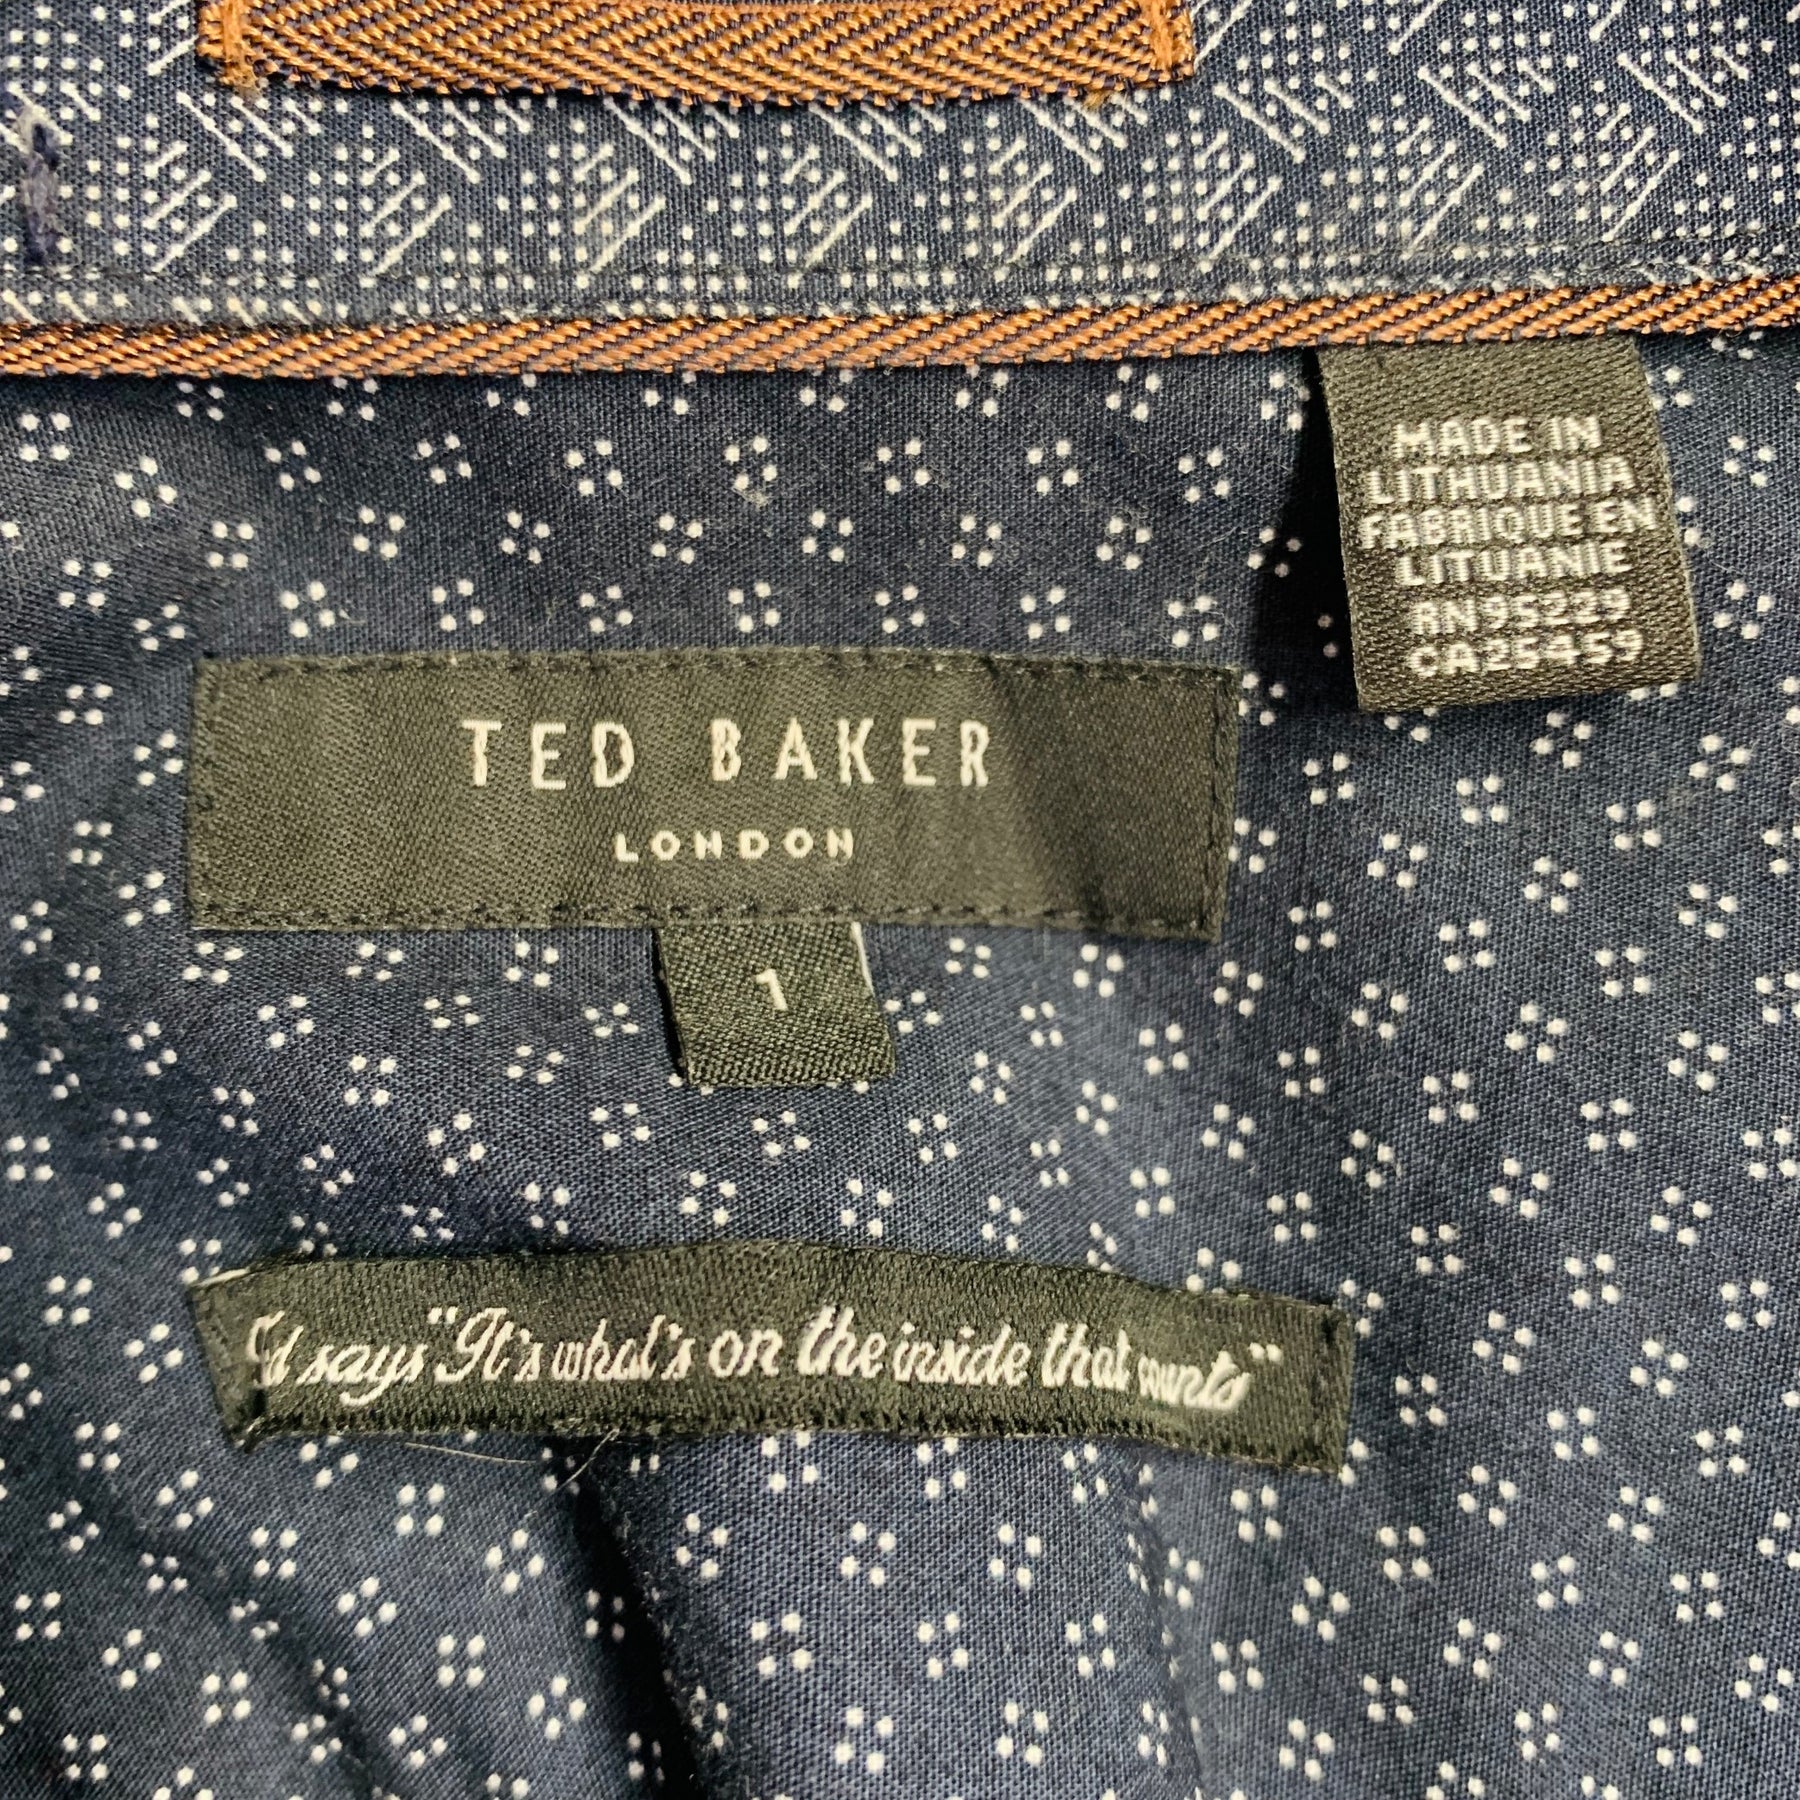 MADE IN
LITHUANIA
FABRIQUE EN
LITUANIE
RN95229
CA25459
TED BAKER
LONDON
1
Ted says "It's what's on the inside that counts"